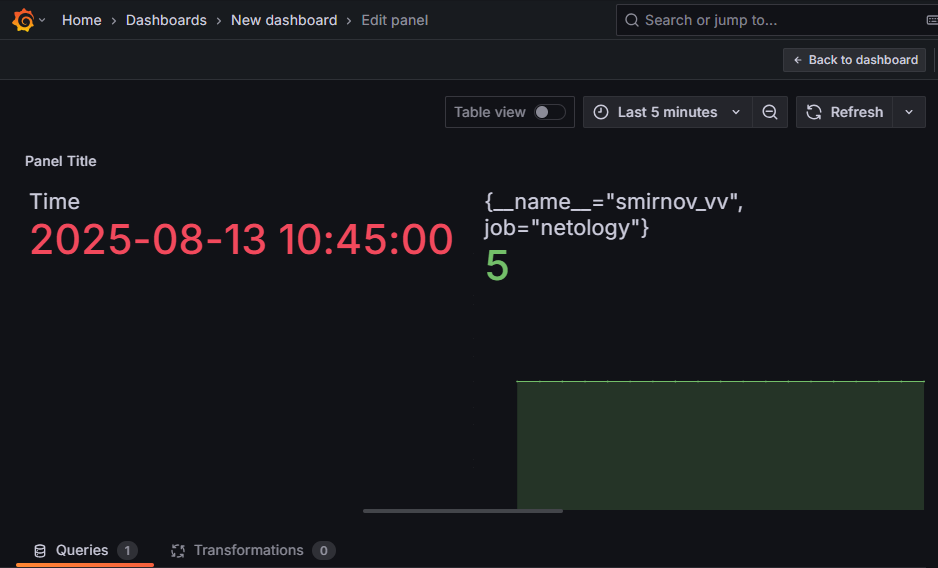 Home › Dashboards › New dashboard › Edit panel
Search or jump to...
← Back to dashboard
Table view
Last 5 minutes
Refresh
Panel Title
Time
2025-08-13 10:45:00
{__name__="smirnov_vv",
job="netology"}
5
Queries 1
Transformations 0